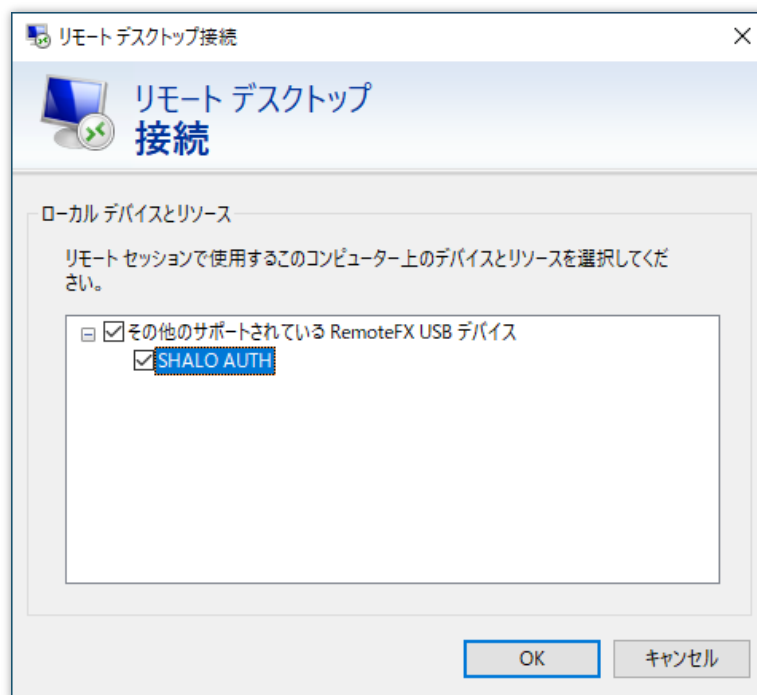 リモート デスクトップ接続
リモート デスクトップ
接続
ローカル デバイスとリソース
リモート セッションで使用するこのコンピューター上のデバイスとリソースを選択してくだ
さい。
その他のサポートされている RemoteFX USB デバイス
SHALO AUTH
OK
キャンセル